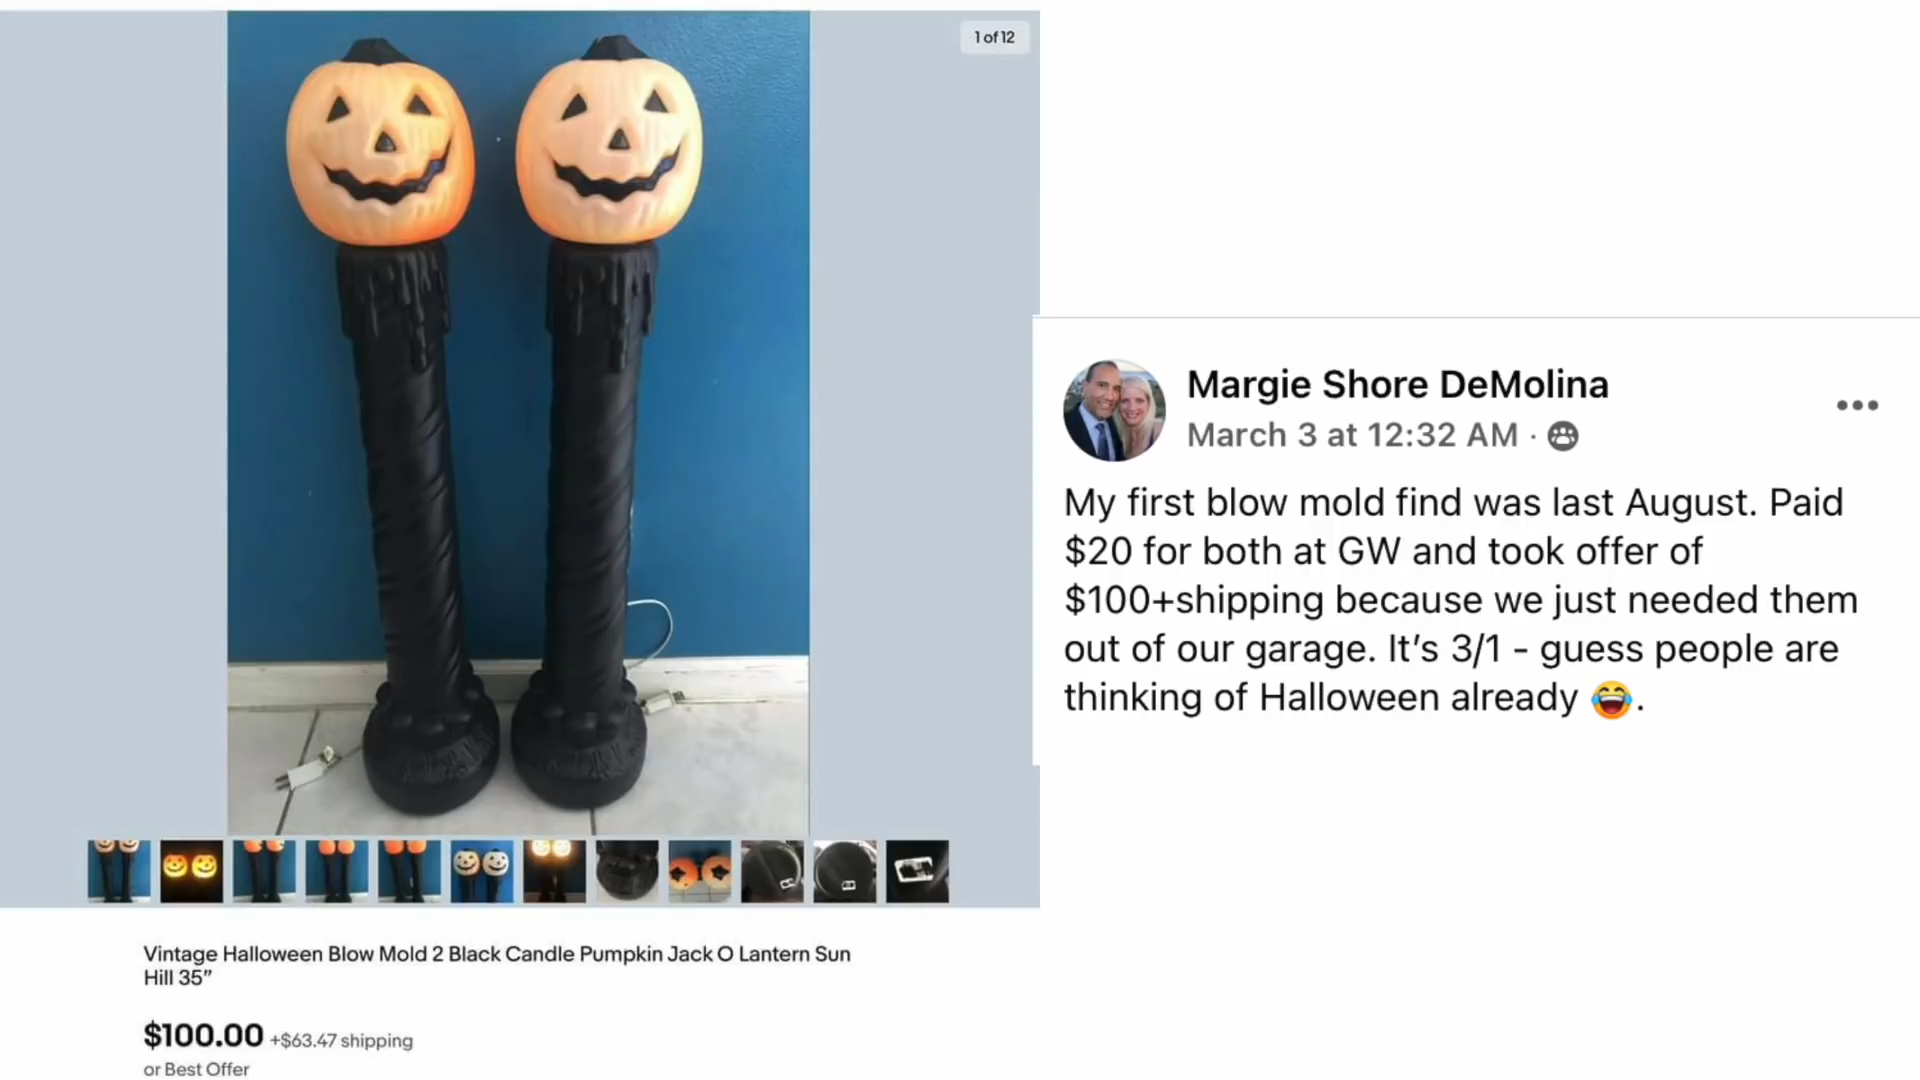 1 of 12
Margie Shore DeMolina
March 3 at 12:32 AM ·
My first blow mold find was last August. Paid
$20 for both at GW and took offer of
$100+shipping because we just needed them
out of our garage. It’s 3/1 - guess people are
thinking of Halloween already 😂.
Vintage Halloween Blow Mold 2 Black Candle Pumpkin Jack O Lantern Sun
Hill 35”
$100.00 +$63.47 shipping
or Best Offer